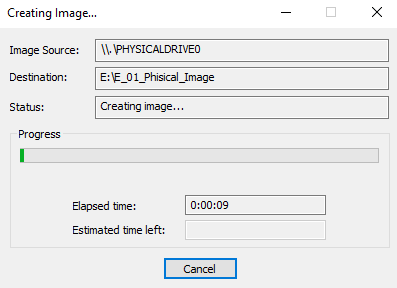 Creating Image...
Image Source: \\.\PHYSICALDRIVE0
Destination: E:\E_01_Phisical_Image
Status: Creating image...
Progress
Elapsed time: 0:00:09
Estimated time left:
Cancel